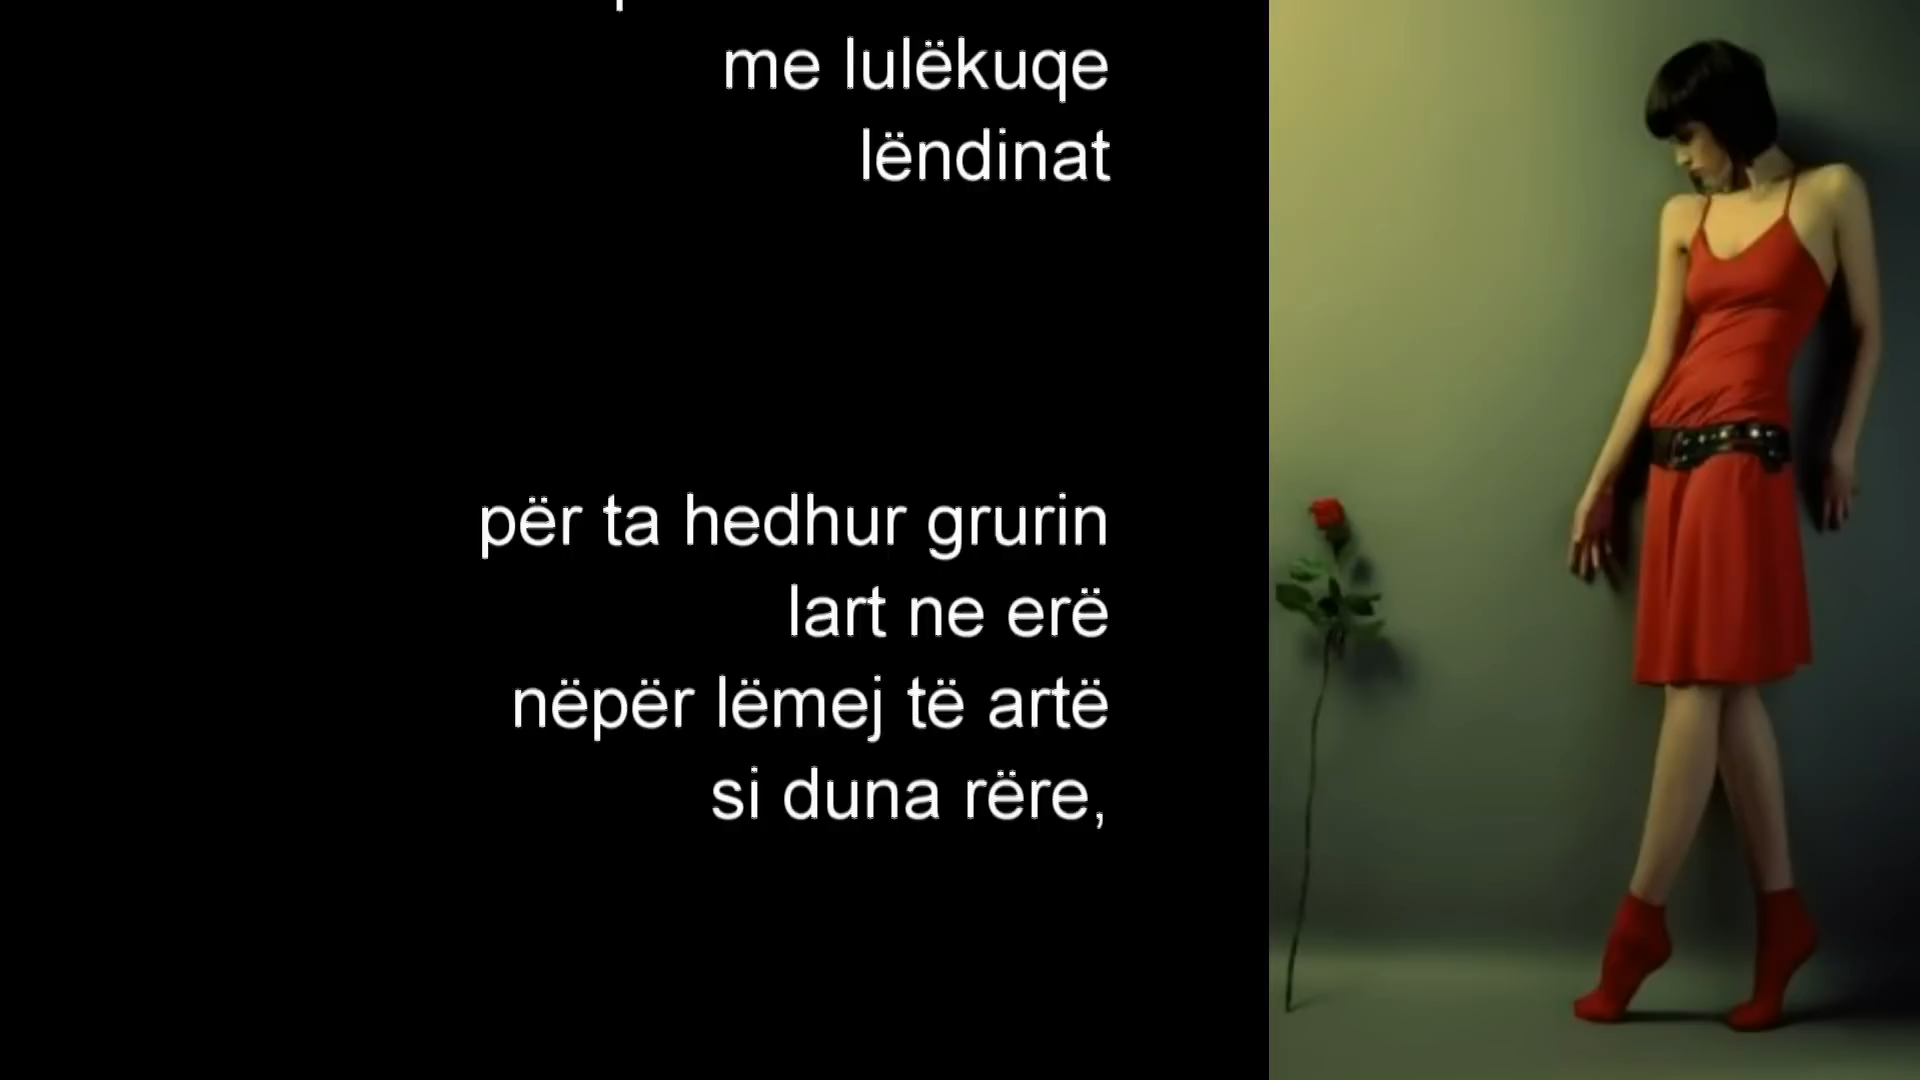 me lulëkuqe
lëndinat
për ta hedhur grurin
lart ne erë
nëpër lëmej të artë
si duna rëre,